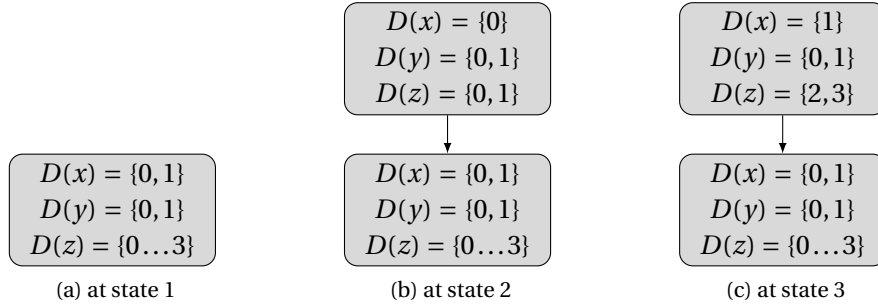 D(x) = {0}
D(y) = {0, 1}
D(z) = {0, 1}
D(x) = {1}
D(y) = {0, 1}
D(z) = {2, 3}
D(x) = {0, 1}
D(y) = {0, 1}
D(z) = {0...3}
D(x) = {0, 1}
D(y) = {0, 1}
D(z) = {0...3}
D(x) = {0, 1}
D(y) = {0, 1}
D(z) = {0...3}
(a) at state 1
(b) at state 2
(c) at state 3